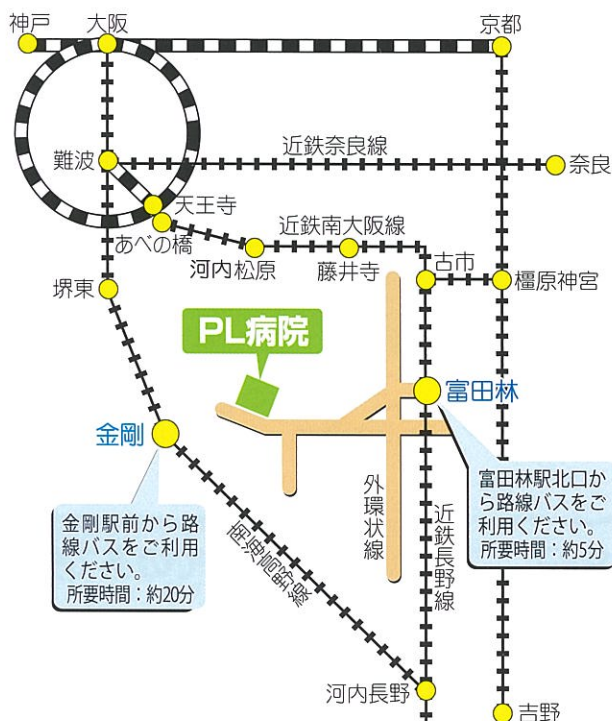 神戸
大阪
京都
難波
近鉄奈良線
奈良
天王寺
あべの橋
近鉄南大阪線
河内松原
藤井寺
古市
橿原神宮
堺東
PL病院
富田林
金剛
金剛駅前から路
線バスをご利用
ください。
所要時間：約20分
富田林駅北口か
ら路線バスをご
利用ください。
所要時間：約5分
外環状線
近鉄長野線
南海高野線
河内長野
吉野